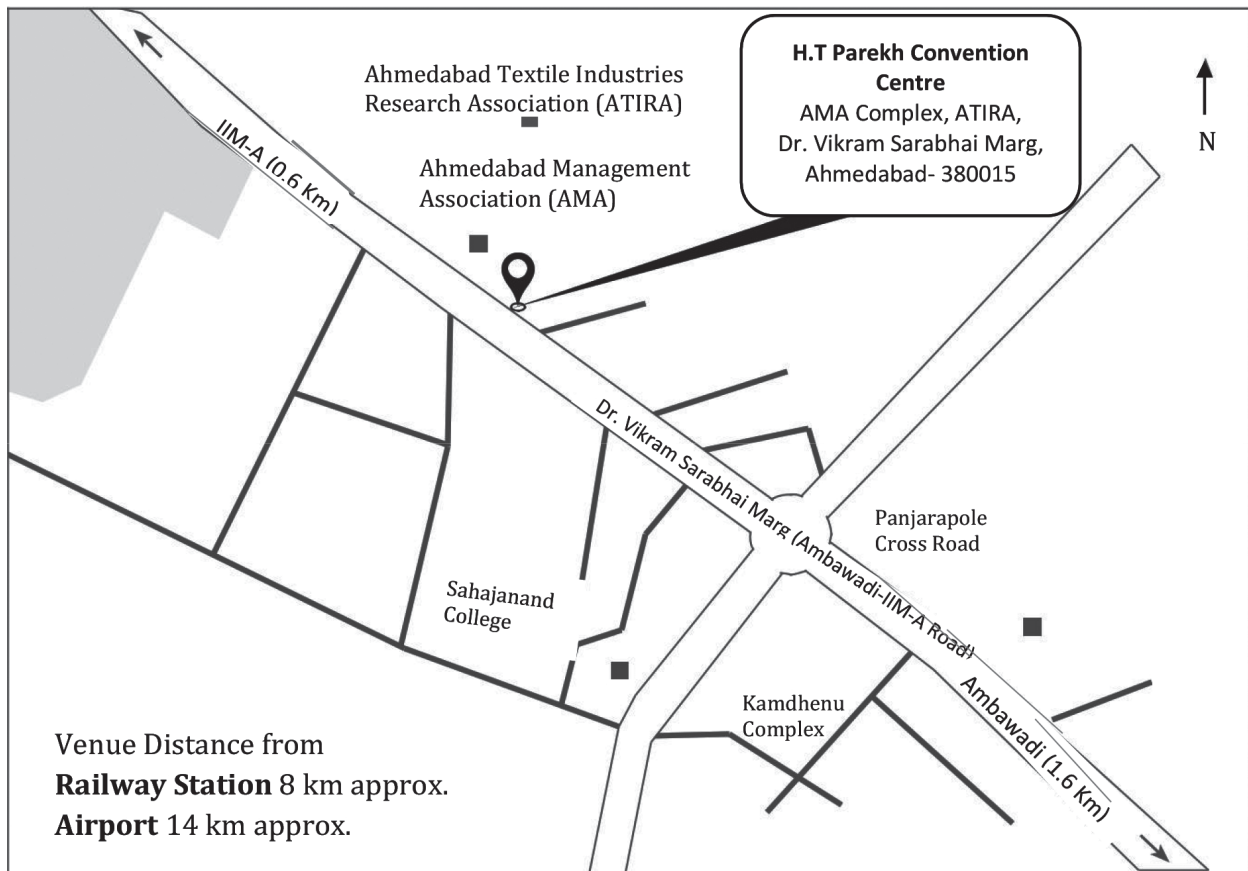 H.T Parekh Convention
Centre
AMA Complex, ATIRA,
Dr. Vikram Sarabhai Marg,
Ahmedabad- 380015
N
Ahmedabad Textile Industries
Research Association (ATIRA)
Ahmedabad Management
Association (AMA)
IIM-A (0.6 Km)
Dr. Vikram Sarabhai Marg (Ambawadi-IIM-A Road)
Panjarapole
Cross Road
Sahajanand
College
Kamdhenu
Complex
Ambawadi (1.6 Km)
Venue Distance from
Railway Station 8 km approx.
Airport 14 km approx.